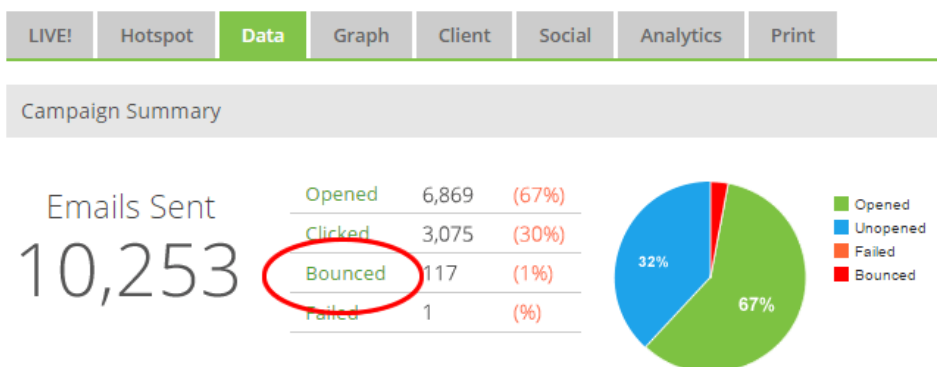 LIVE! Hotspot Data Graph Client Social Analytics Print
Campaign Summary
Emails Sent
10,253
Opened 6,869 (67%)
Clicked 3,075 (30%)
Bounced 117 (1%)
Failed 1 (%)
32%
67%
Opened
Unopened
Failed
Bounced